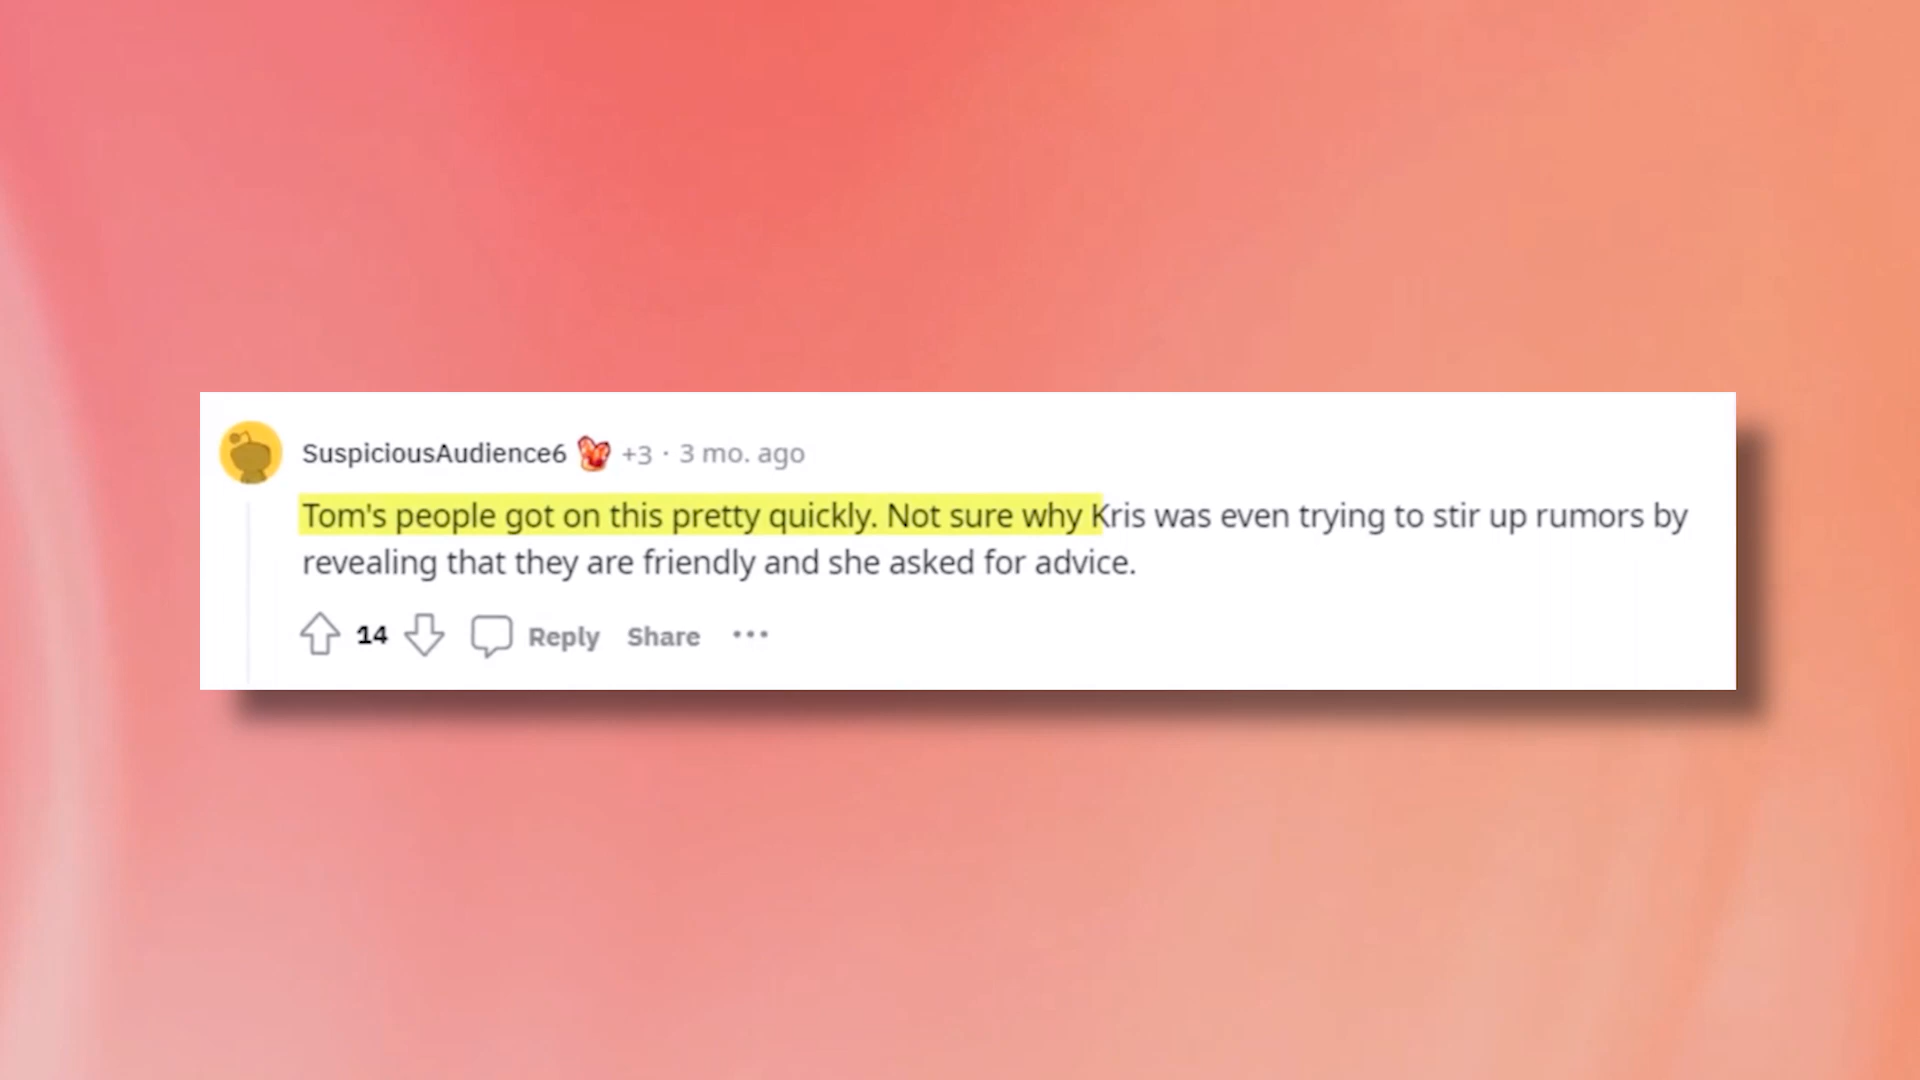 SuspiciousAudience6 +3 · 3 mo. ago
Tom's people got on this pretty quickly. Not sure why Kris was even trying to stir up rumors by
revealing that they are friendly and she asked for advice.
14 Reply Share ···